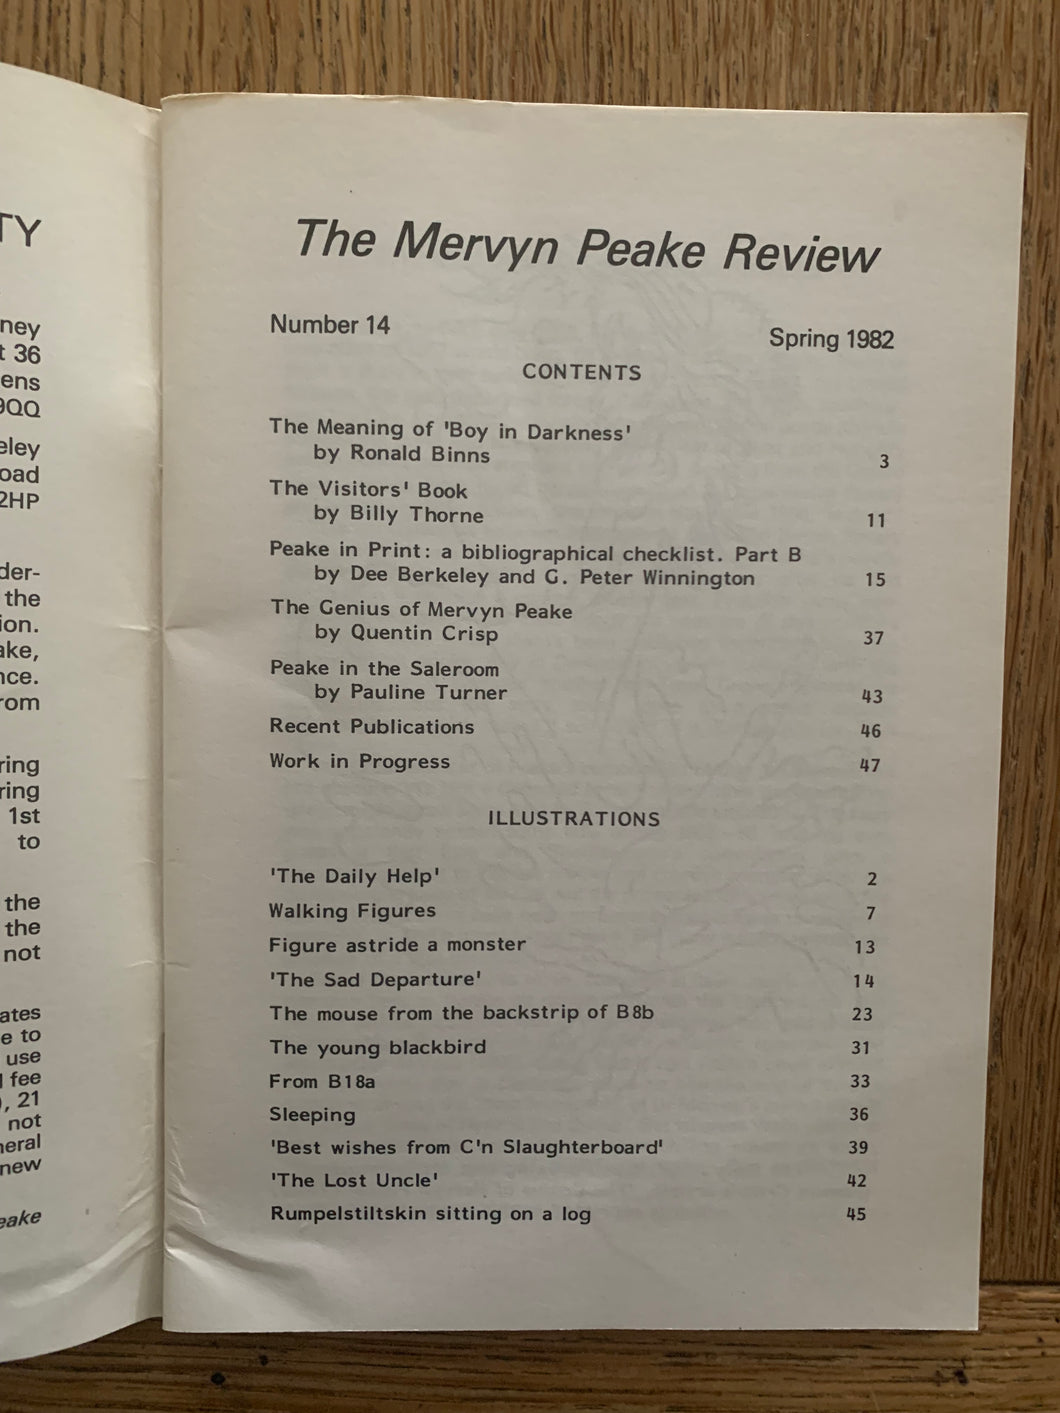 TY
ney
t 36
ens
9QQ
eley
oad
2HP
der-
the
ion.
ake,
nce.
rom
ring
ring
1st
to
the
the
not
ates
e to
use
l fee
), 21
not
neral
new
eake
The Mervyn Peake Review
Number 14
Spring 1982
CONTENTS
The Meaning of 'Boy in Darkness'
by Ronald Binns 3
The Visitors' Book
by Billy Thorne 11
Peake in Print: a bibliographical checklist. Part B
by Dee Berkeley and G. Peter Winnington 15
The Genius of Mervyn Peake
by Quentin Crisp 37
Peake in the Saleroom
by Pauline Turner 43
Recent Publications 46
Work in Progress 47
ILLUSTRATIONS
'The Daily Help' 2
Walking Figures 7
Figure astride a monster 13
'The Sad Departure' 14
The mouse from the backstrip of B8b 23
The young blackbird 31
From B18a 33
Sleeping 36
'Best wishes from C'n Slaughterboard' 39
'The Lost Uncle' 42
Rumpelstiltskin sitting on a log 45